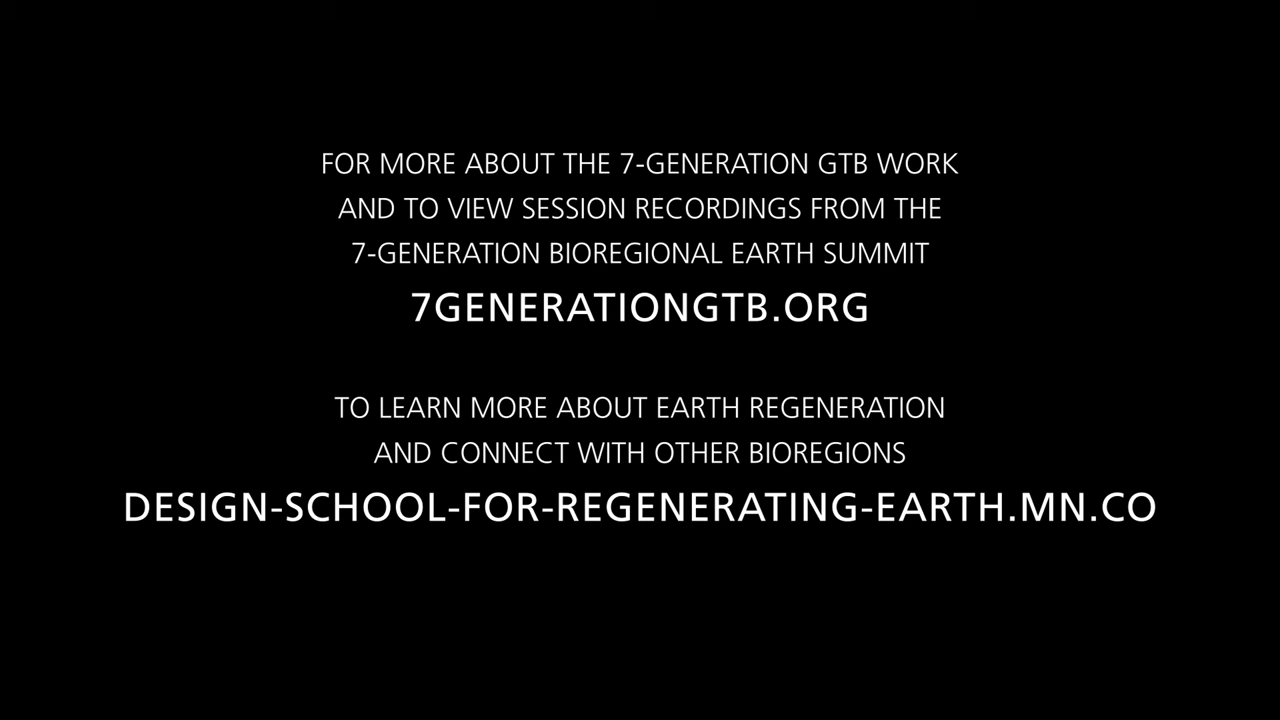 FOR MORE ABOUT THE 7-GENERATION GTB WORK
AND TO VIEW SESSION RECORDINGS FROM THE
7-GENERATION BIOREGIONAL EARTH SUMMIT
7GENERATIONGTB.ORG
TO LEARN MORE ABOUT EARTH REGENERATION
AND CONNECT WITH OTHER BIOREGIONS
DESIGN-SCHOOL-FOR-REGENERATING-EARTH.MN.CO